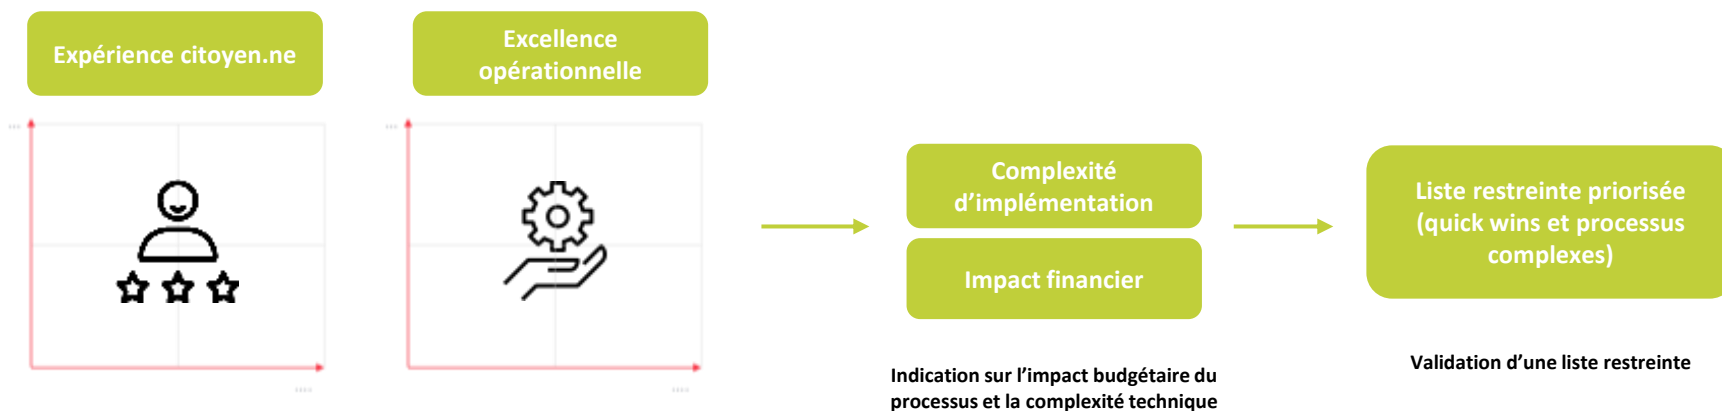 Expérience citoyen.ne
Excellence
opérationnelle
Complexité
d’implémentation
Impact financier
Indication sur l’impact budgétaire du
processus et la complexité technique
Liste restreinte priorisée
(quick wins et processus
complexes)
Validation d’une liste restreinte